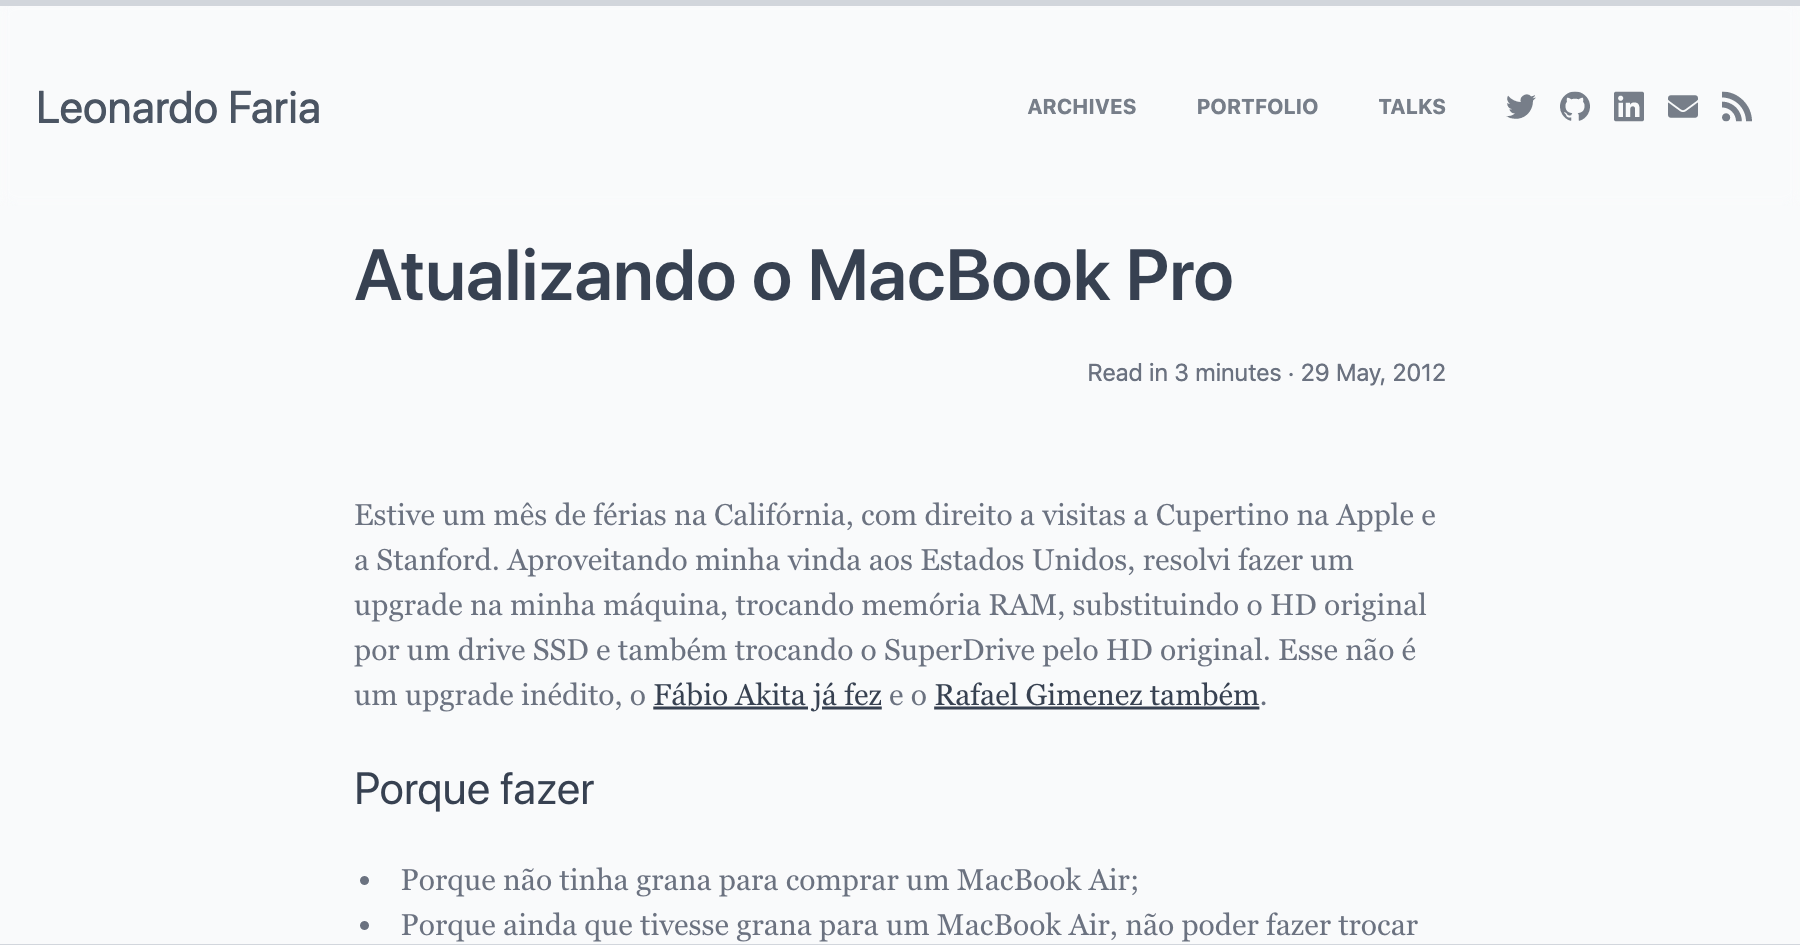 Leonardo Faria
ARCHIVES PORTFOLIO TALKS
Atualizando o MacBook Pro
Read in 3 minutes · 29 May, 2012
Estive um mês de férias na Califórnia, com direito a visitas a Cupertino na Apple e
a Stanford. Aproveitando minha vinda aos Estados Unidos, resolvi fazer um
upgrade na minha máquina, trocando memória RAM, substituindo o HD original
por um drive SSD e também trocando o SuperDrive pelo HD original. Esse não é
um upgrade inédito, o Fábio Akita já fez e o Rafael Gimenez também.
Porque fazer
• Porque não tinha grana para comprar um MacBook Air;
• Porque ainda que tivesse grana para um MacBook Air, não poder fazer trocar